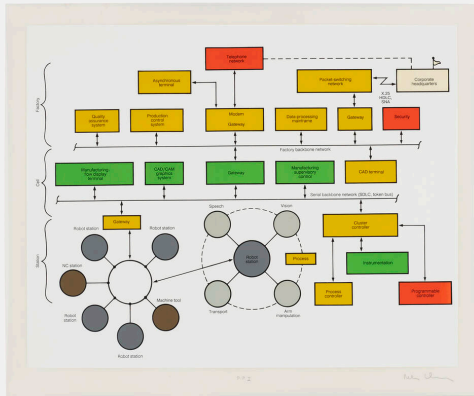 Telephone
network
Asynchronous
terminal
Packet-switching
network
Corporate
headquarters
X.25
HDLC,
SNA
Factory
Quality
assurance
system
Production
control
system
Modem
Gateway
Data-processing
mainframe
Gateway
Security
Factory backbone network
Cell
Manufacturing
display
terminal
CAD/CAM
graphics
system
Gateway
Manufacturing
supervisory
control
CAD terminal
Serial backbone network (SDLC, token bus)
Station
Gateway
Robot station
Robot station
NC station
Machine tool
Robot
station
Robot station
Speech
Vision
Robot
station
Process
Transport
Arm
manipulation
Cluster
controller
Instrumentation
Process
controller
Programmable
controller